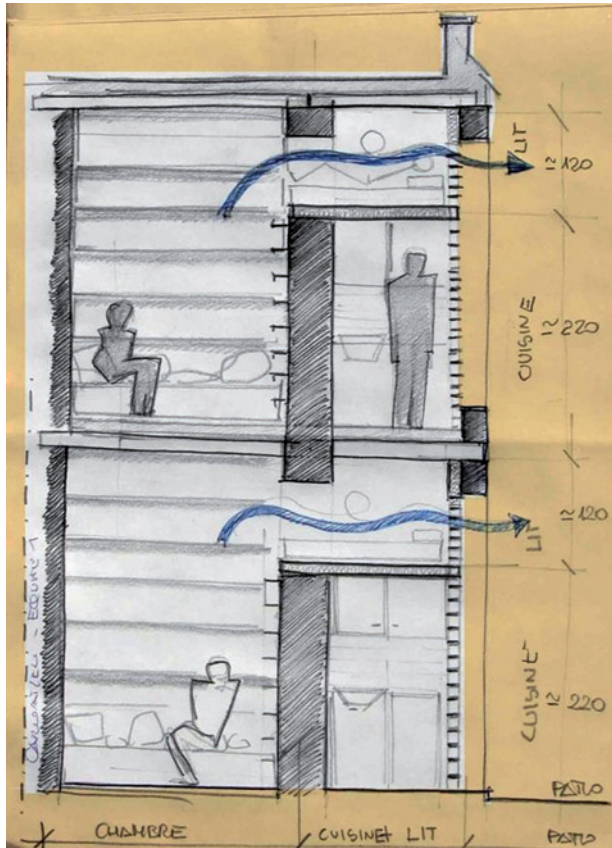 LIT
≃120
CUISINE
≃220
LIT
≃120
CUISINE
≃220
PATIO
CHAMBRE
CUISINE+ LIT
PATIO